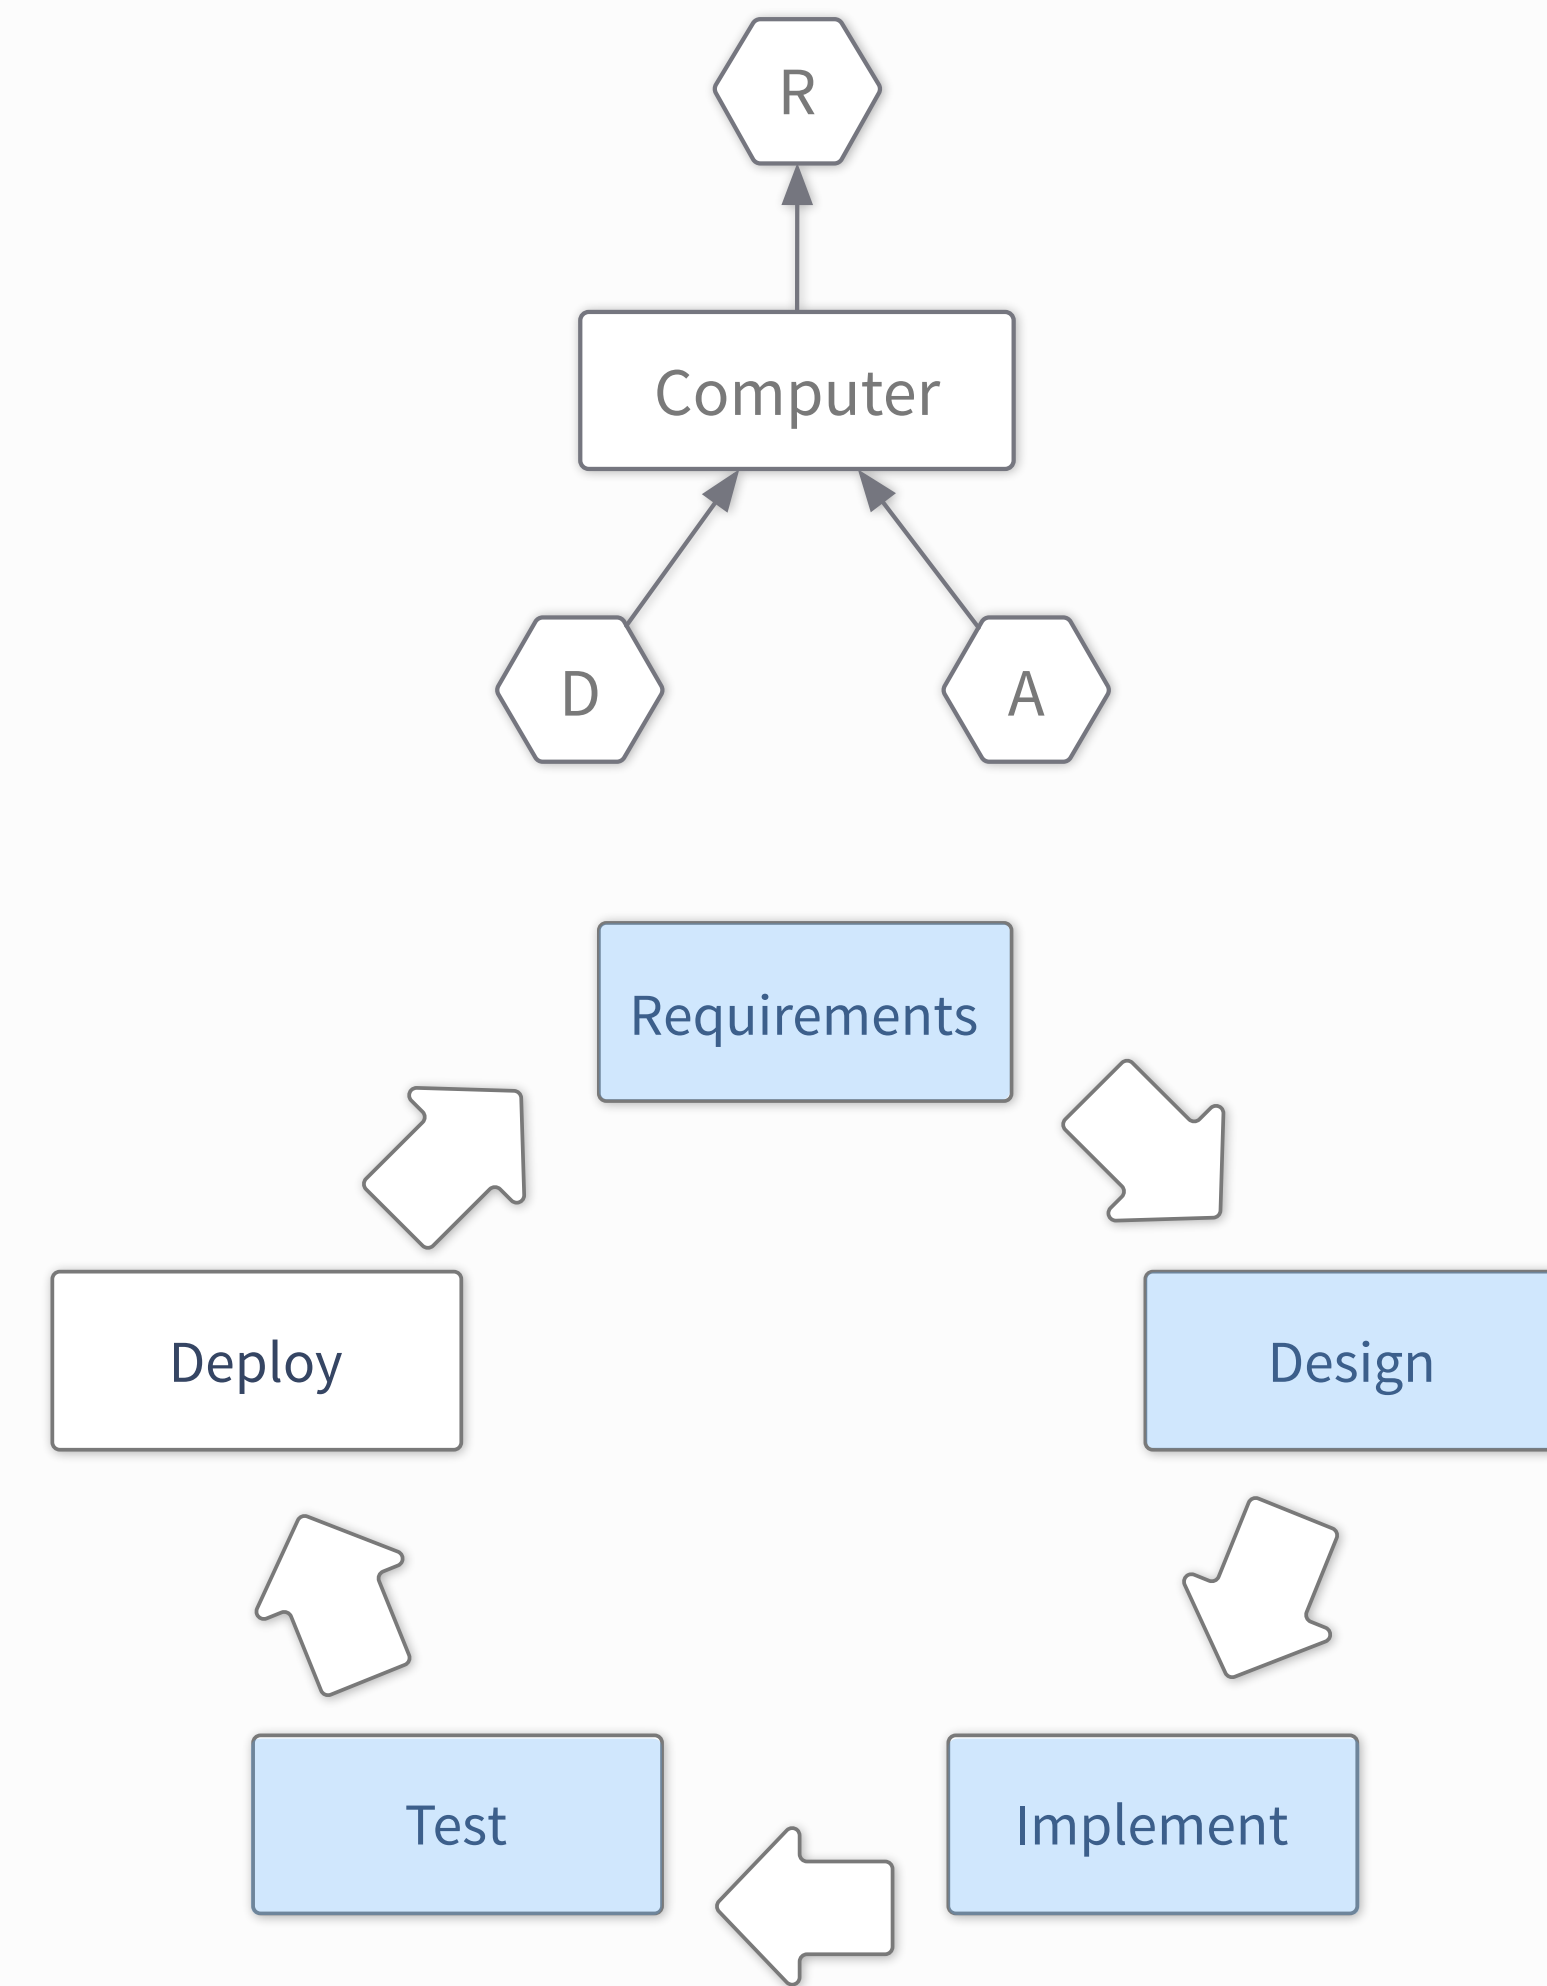 R
Computer
D
A
Requirements
Deploy
Design
Test
Implement